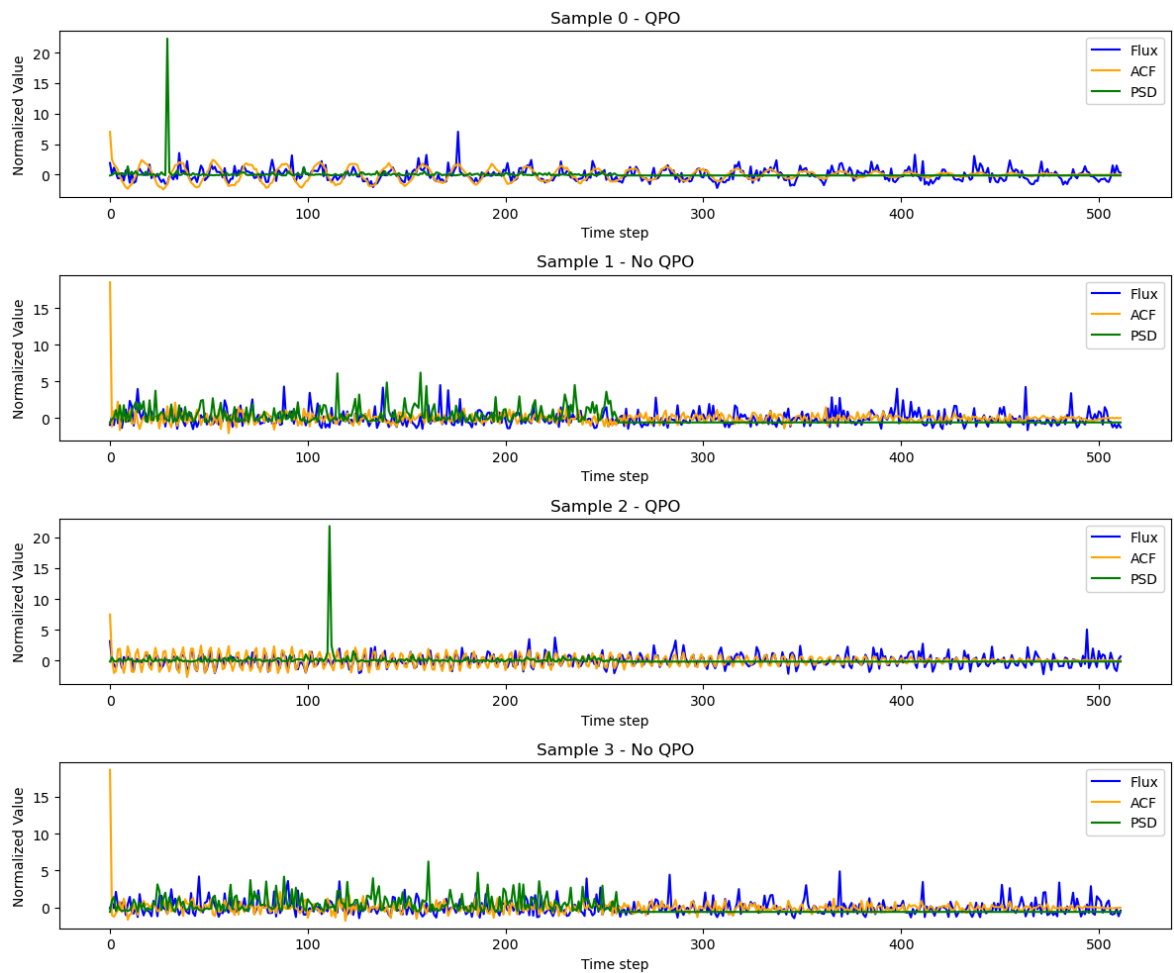 Sample 0 - QPO
Normalized Value
20
15
10
5
0
Flux
ACF
PSD
0 100 200 300 400 500
Time step
Sample 1 - No QPO
Normalized Value
15
10
5
0
Flux
ACF
PSD
0 100 200 300 400 500
Time step
Sample 2 - QPO
Normalized Value
20
15
10
5
0
Flux
ACF
PSD
0 100 200 300 400 500
Time step
Sample 3 - No QPO
Normalized Value
15
10
5
0
Flux
ACF
PSD
0 100 200 300 400 500
Time step